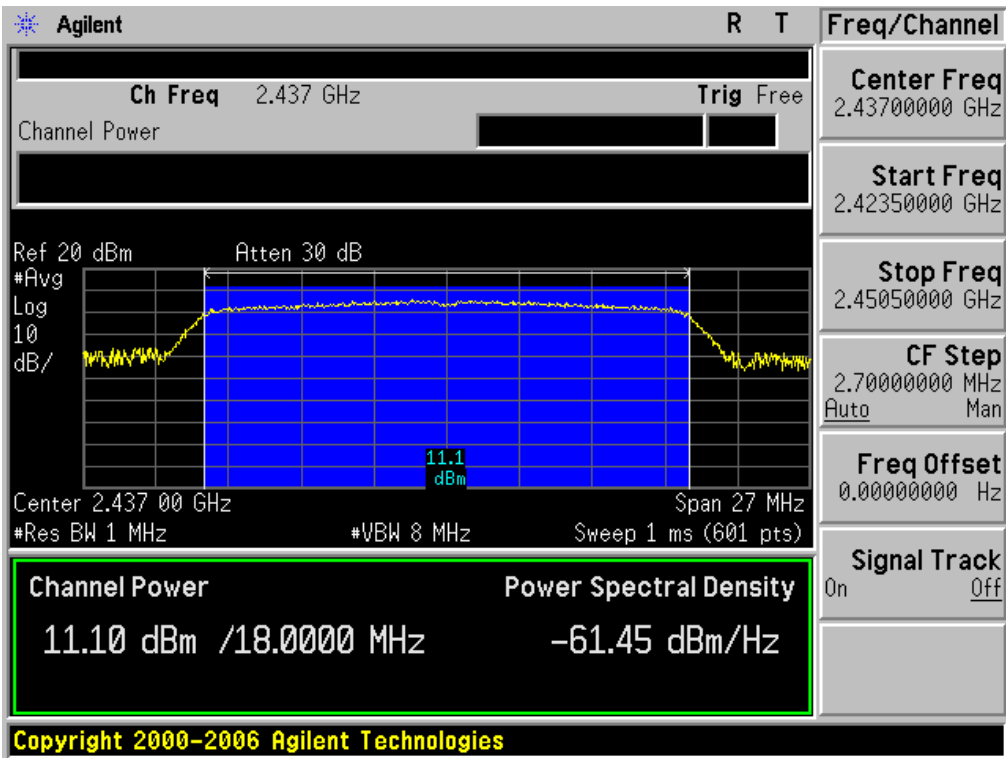 Agilent R T Freq/Channel
Ch Freq 2.437 GHz Trig Free
Channel Power
Center Freq
2.43700000 GHz
Start Freq
2.42350000 GHz
Stop Freq
2.45050000 GHz
CF Step
2.70000000 MHz
Auto Man
Freq Offset
0.00000000 Hz
Signal Track
On Off
Ref 20 dBm Atten 30 dB
#Avg
Log
10
dB/
11.1
dBm
Center 2.437 00 GHz Span 27 MHz
#Res BW 1 MHz #VBW 8 MHz Sweep 1 ms (601 pts)
Channel Power Power Spectral Density
11.10 dBm /18.0000 MHz -61.45 dBm/Hz
Copyright 2000-2006 Agilent Technologies